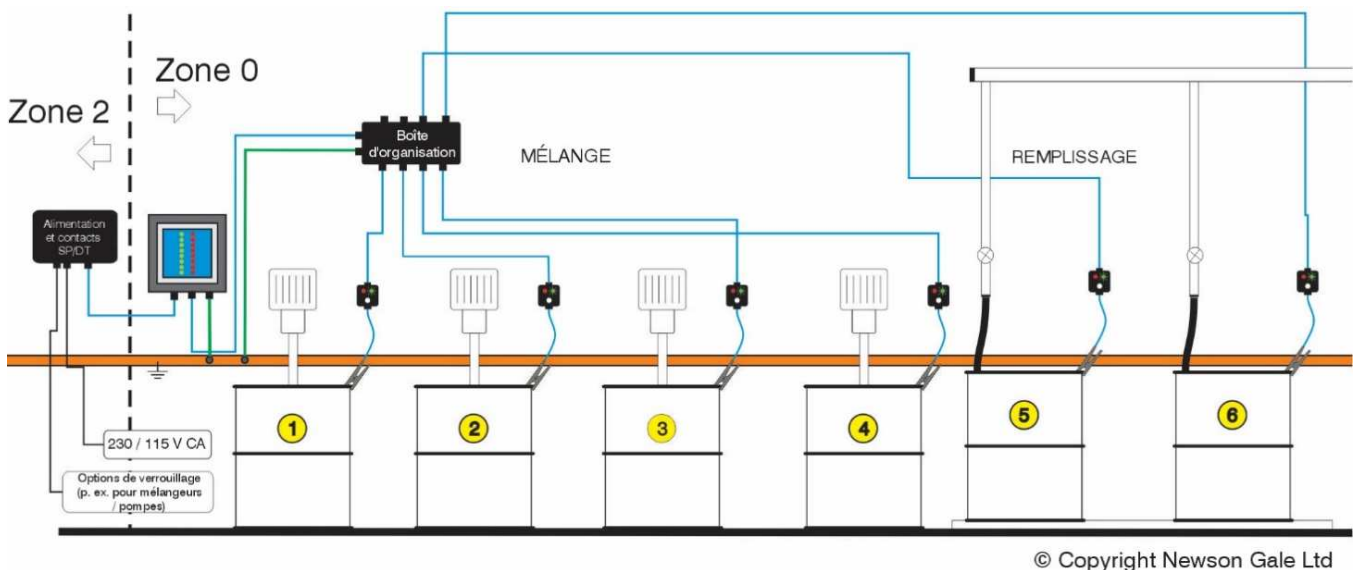 Zone 0
Zone 2
Boîte
d'organisation
MÉLANGE
REMPLISSAGE
Alimentation
et contacts
SP/DT
1
2
3
4
5
6
230 / 115 V CA
Options de verrouillage
(p. ex. pour mélangeurs
/ pompes)
© Copyright Newson Gale Ltd